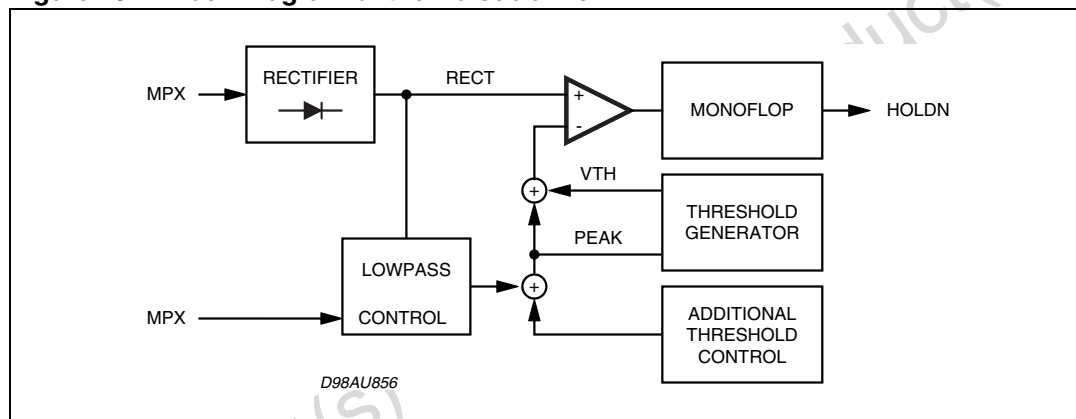 MPX
RECTIFIER
RECT
+
-
MONOFLOP
HOLDN
VTH
+
THRESHOLD
GENERATOR
PEAK
LOWPASS
CONTROL
MPX
+
ADDITIONAL
THRESHOLD
CONTROL
D98AU856